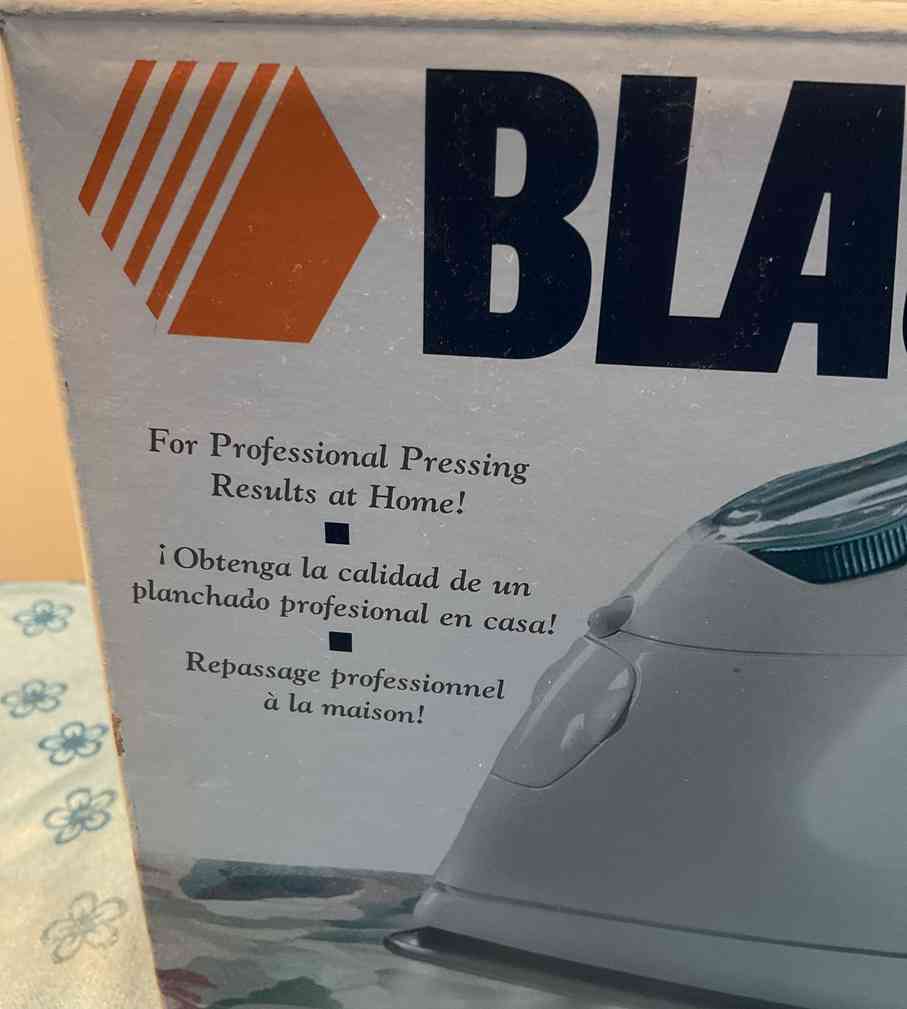 BLA
For Professional Pressing
Results at Home!
¡Obtenga la calidad de un
planchado profesional en casa!
Repassage professionnel
à la maison!